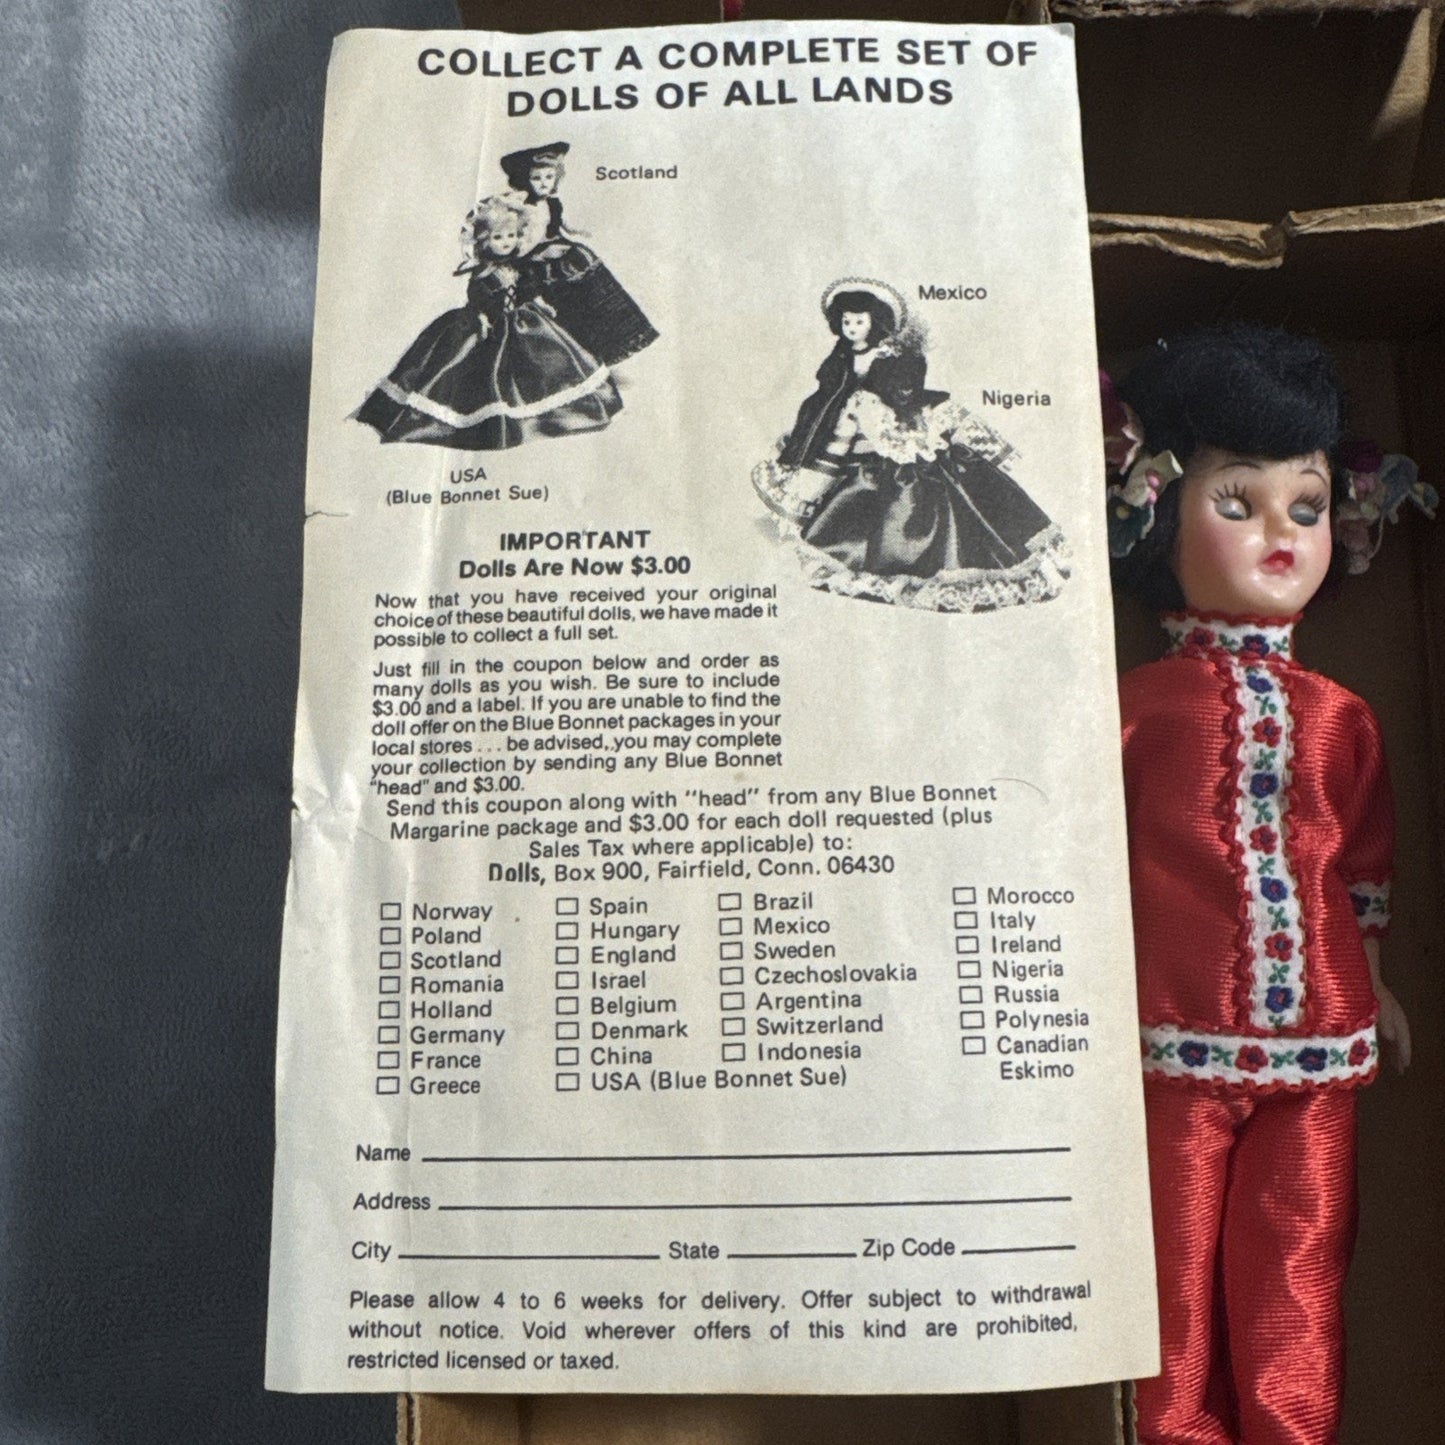 COLLECT A COMPLETE SET OF
DOLLS OF ALL LANDS
Scotland
Mexico
Nigeria
USA
(Blue Bonnet Sue)
IMPORTANT
Dolls Are Now $3.00
Now that you have received your original
choice of these beautiful dolls, we have made it
possible to collect a full set.
Just fill in the coupon below and order as
many dolls as you wish. Be sure to include
$3.00 and a label. If you are unable to find the
doll offer on the Blue Bonnet packages in your
local stores ... be advised, you may complete
your collection by sending any Blue Bonnet
"head" and $3.00.
Send this coupon along with "head" from any Blue Bonnet
Margarine package and $3.00 for each doll requested (plus
Sales Tax where applicable) to:
Dolls, Box 900, Fairfield, Conn. 06430
Norway
Poland
Scotland
Romania
Holland
Germany
France
Greece
Spain
Hungary
England
Israel
Belgium
Denmark
China
USA (Blue Bonnet Sue)
Brazil
Mexico
Sweden
Czechoslovakia
Argentina
Switzerland
Indonesia
Morocco
Italy
Ireland
Nigeria
Russia
Polynesia
Canadian
Eskimo
Name
Address
City State Zip Code
Please allow 4 to 6 weeks for delivery. Offer subject to withdrawal
without notice. Void wherever offers of this kind are prohibited,
restricted licensed or taxed.